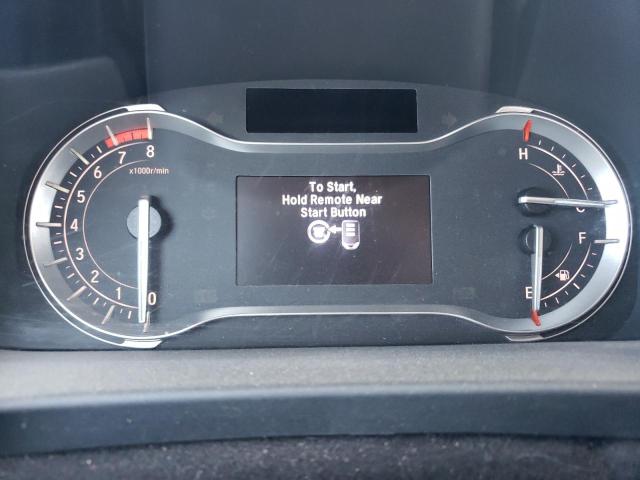 To Start,
Hold Remote Near
Start Button
x1000r/min
8
7
6
5
4
3
2
1
0
H
C
F
E